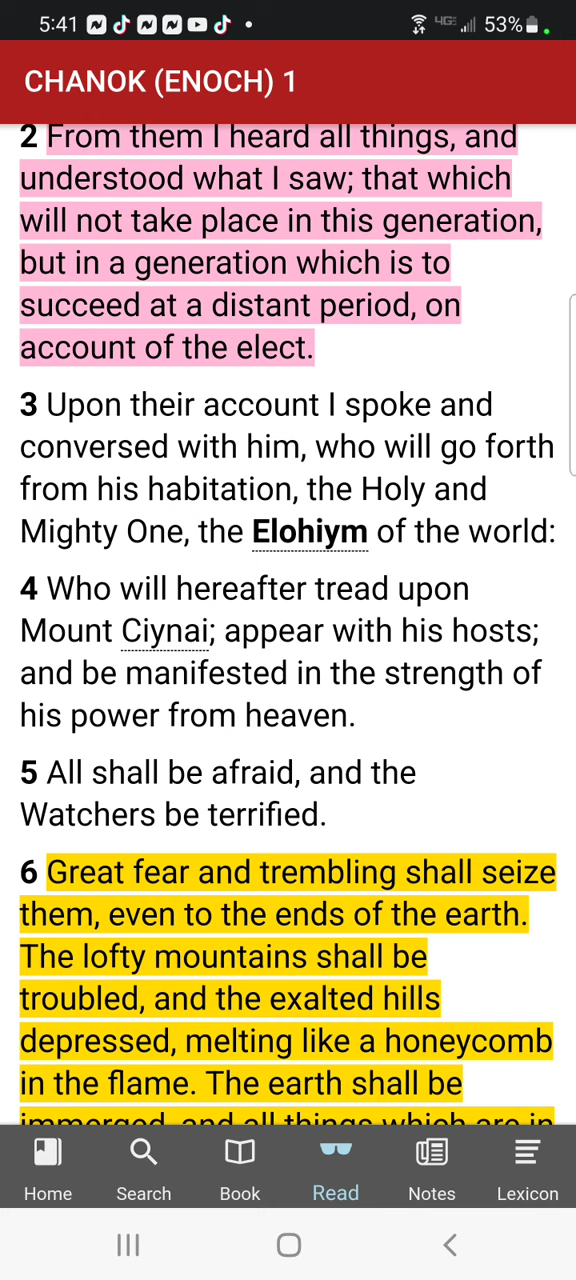 5:41
4G
53%
CHANOK (ENOCH) 1
2 From them I heard all things, and
understood what I saw; that which
will not take place in this generation,
but in a generation which is to
succeed at a distant period, on
account of the elect.
3 Upon their account I spoke and
conversed with him, who will go forth
from his habitation, the Holy and
Mighty One, the Elohiym of the world:
4 Who will hereafter tread upon
Mount Ciynai; appear with his hosts;
and be manifested in the strength of
his power from heaven.
5 All shall be afraid, and the
Watchers be terrified.
6 Great fear and trembling shall seize
them, even to the ends of the earth.
The lofty mountains shall be
troubled, and the exalted hills
depressed, melting like a honeycomb
in the flame. The earth shall be
immerged, and all things which are in
Home Search Book Read Notes Lexicon